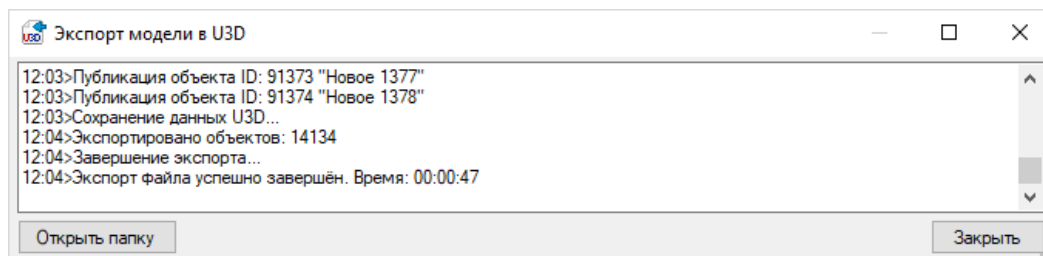 U3D
Экспорт модели в U3D
12:03>Публикация объекта ID: 91373 "Новое 1377"
12:03>Публикация объекта ID: 91374 "Новое 1378"
12:03>Сохранение данных U3D...
12:04>Экспортировано объектов: 14134
12:04>Завершение экспорта...
12:04>Экспорт файла успешно завершён. Время: 00:00:47
Открыть папку
Закрыть